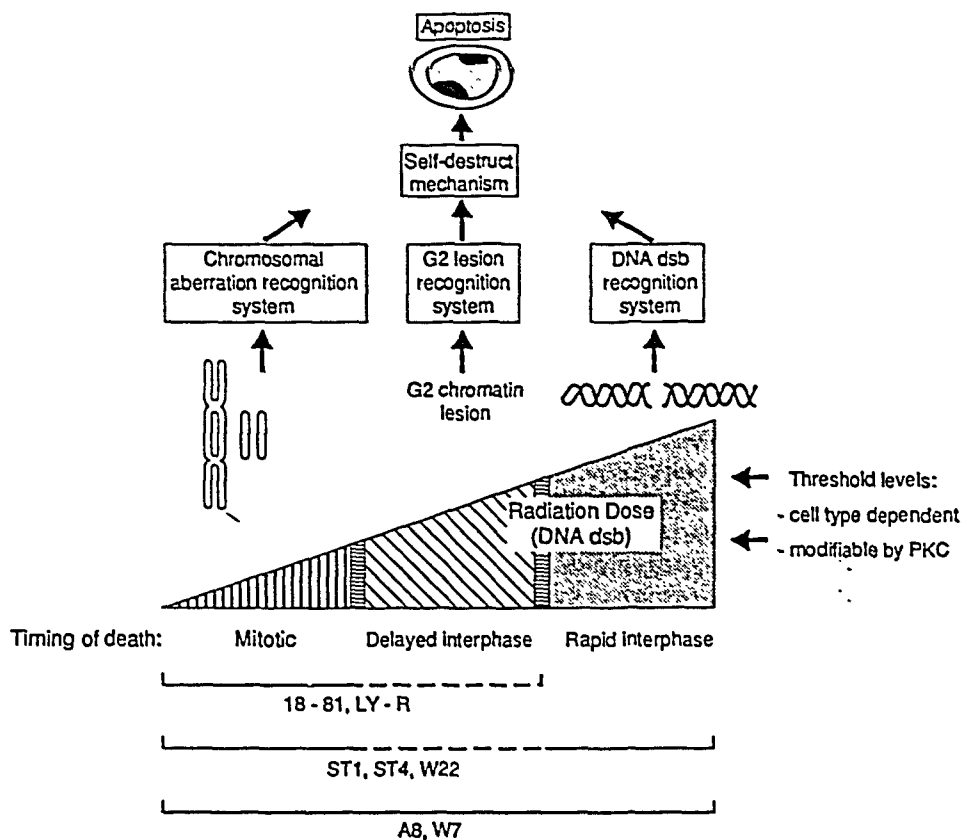 Apoptosis
Self-destruct
mechanism
Chromosomal
aberration recognition
system
G2 lesion
recognition
system
DNA dsb
recognition
system
G2 chromatin
lesion
Radiation Dose
(DNA dsb)
Threshold levels:
- cell type dependent
- modifiable by PKC
Timing of death: Mitotic Delayed interphase Rapid interphase
18 - 81, LY - R
ST1, ST4, W22
A8, W7